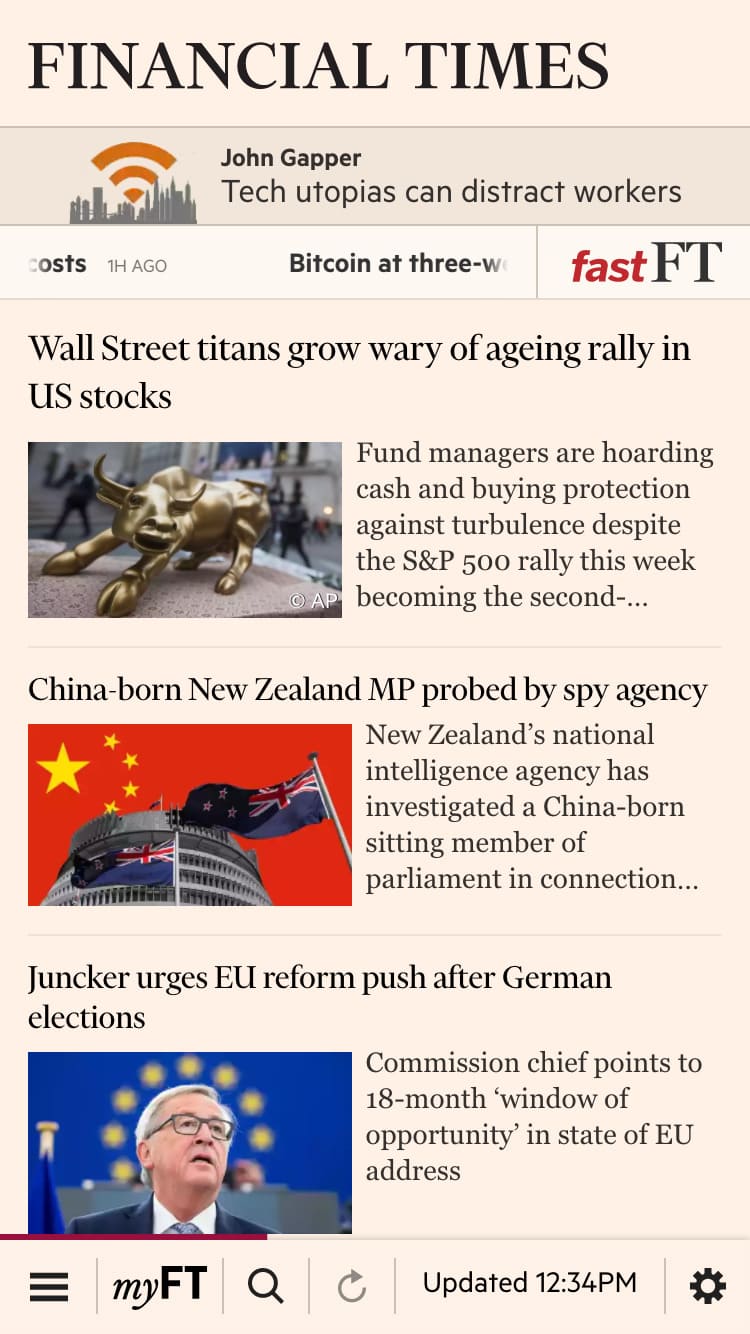 FINANCIAL TIMES
John Gapper
Tech utopias can distract workers
costs 1H AGO Bitcoin at three-w fastFT
Wall Street titans grow wary of ageing rally in
US stocks
Fund managers are hoarding
cash and buying protection
against turbulence despite
the S&P 500 rally this week
becoming the second-...
© AP
China-born New Zealand MP probed by spy agency
New Zealand’s national
intelligence agency has
investigated a China-born
sitting member of
parliament in connection...
Juncker urges EU reform push after German
elections
Commission chief points to
18-month ‘window of
opportunity’ in state of EU
address
myFT Updated 12:34PM